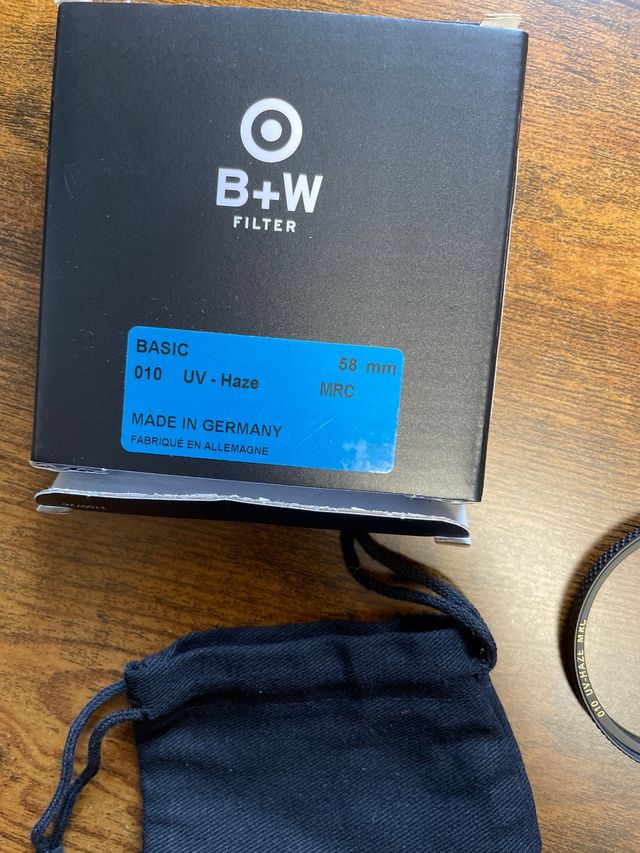 B+W
FILTER
BASIC 58 mm
010 UV - Haze MRC
MADE IN GERMANY
FABRIQUÉ EN ALLEMAGNE
010 UV-HAZE MRC